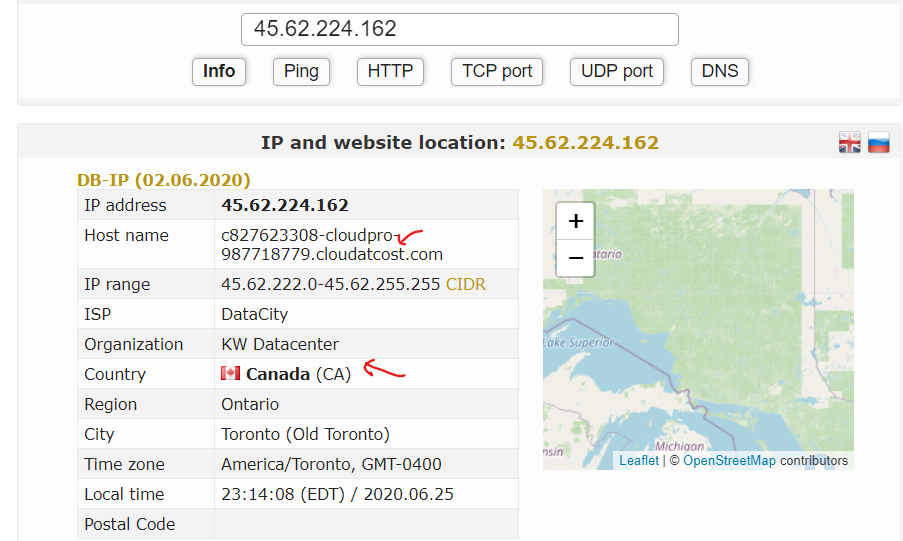 45.62.224.162
Info Ping HTTP TCP port UDP port DNS
IP and website location: 45.62.224.162
DB-IP (02.06.2020)
IP address 45.62.224.162
Host name c827623308-cloudpro-
987718779.cloudatcost.com
IP range 45.62.222.0-45.62.255.255 CIDR
ISP DataCity
Organization KW Datacenter
Country Canada (CA)
Region Ontario
City Toronto (Old Toronto)
Time zone America/Toronto, GMT-0400
Local time 23:14:08 (EDT) / 2020.06.25
Postal Code
+
−
ntario
Lake Superior
Michigan
nsin
Leaflet | © OpenStreetMap contributors